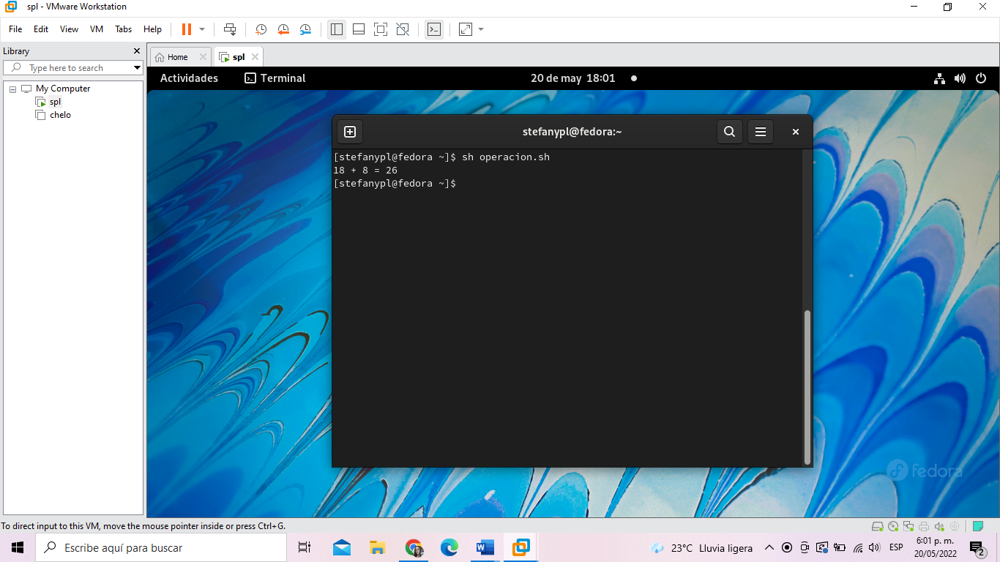 spl - VMware Workstation
File Edit View VM Tabs Help
Library
Type here to search
My Computer
spl
chelo
Home spl
Actividades Terminal 20 de may 18:01
stefanypl@fedora:~
[stefanypl@fedora ~]$ sh operacion.sh
18 + 8 = 26
[stefanypl@fedora ~]$
fedora
To direct input to this VM, move the mouse pointer inside or press Ctrl+G.
Escribe aquí para buscar
23°C Lluvia ligera
ESP
6:01 p. m.
20/05/2022
2